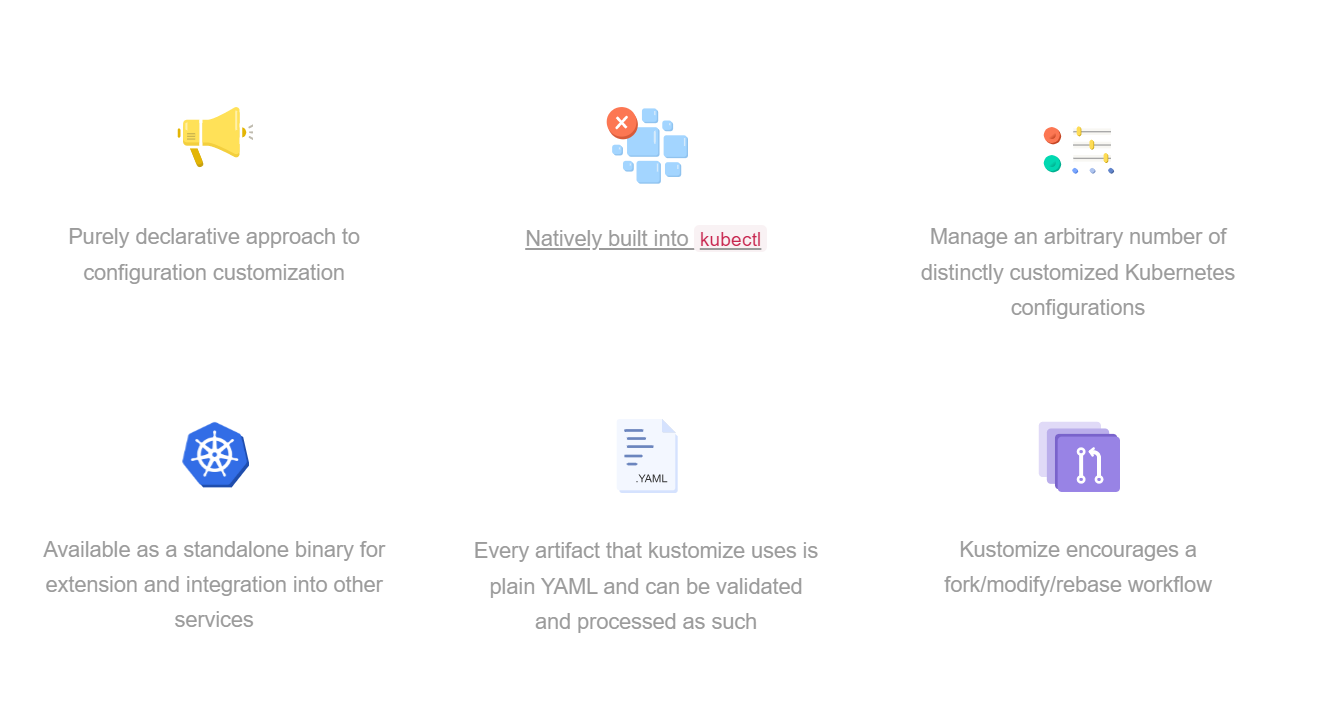 Purely declarative approach to
configuration customization
Natively built into kubectl
Manage an arbitrary number of
distinctly customized Kubernetes
configurations
Available as a standalone binary for
extension and integration into other
services
.YAML
Every artifact that kustomize uses is
plain YAML and can be validated
and processed as such
Kustomize encourages a
fork/modify/rebase workflow